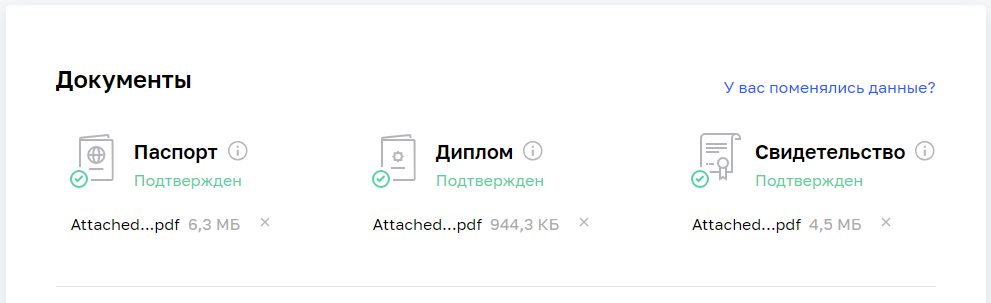 Документы
У вас поменялись данные?
Паспорт
Подтвержден
Attached...pdf 6,3 МБ
Диплом
Подтвержден
Attached...pdf 944,3 КБ
Свидетельство
Подтвержден
Attached...pdf 4,5 МБ